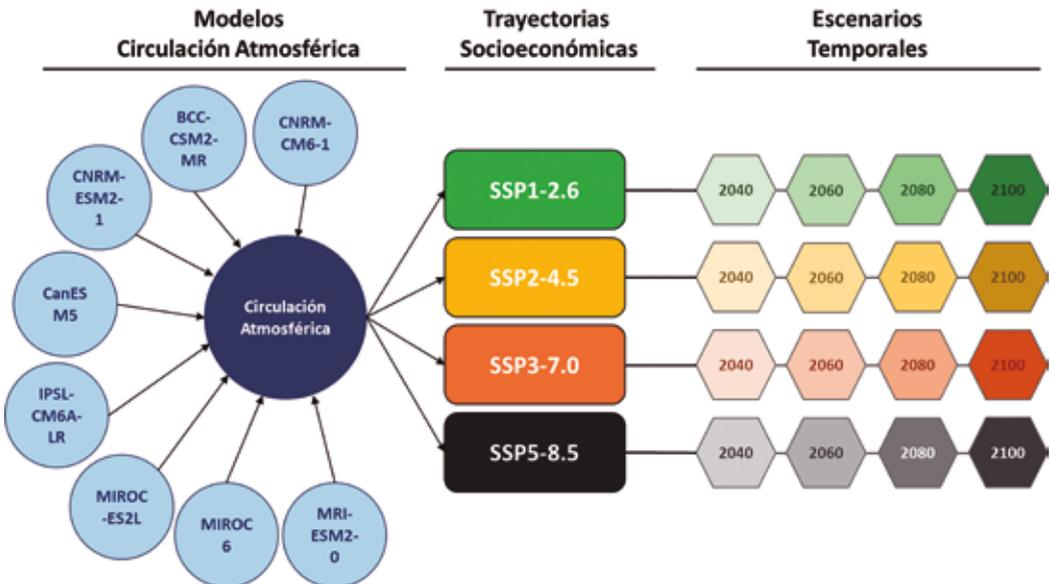 Modelos
Circulación Atmosférica
Trayectorias
Socioeconómicas
Escenarios
Temporales
BCC-
CSM2-
MR
CNRM-
CM6-1
CNRM-
ESM2-
1
CanES
M5
IPSL-
CM6A-
LR
MIROC
-ES2L
MIROC
6
MRI-
ESM2-
0
Circulación
Atmosférica
SSP1-2.6
2040
2060
2080
2100
SSP2-4.5
2040
2060
2080
2100
SSP3-7.0
2040
2060
2080
2100
SSP5-8.5
2040
2060
2080
2100